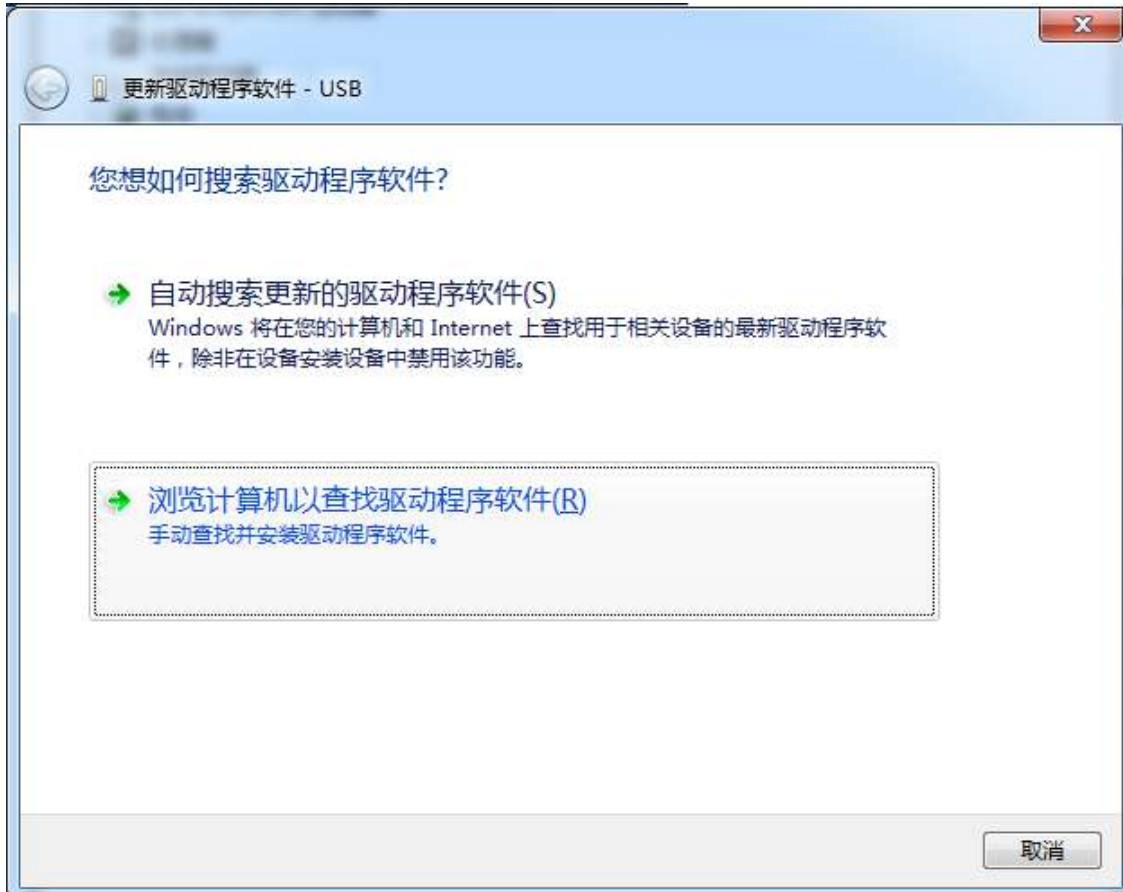 更新驱动程序软件 - USB
您想如何搜索驱动程序软件?
自动搜索更新的驱动程序软件(S)
Windows 将在您的计算机和 Internet 上查找用于相关设备的最新驱动程序软
件，除非在设备安装设备中禁用该功能。
浏览计算机以查找驱动程序软件(R)
手动查找并安装驱动程序软件。
取消